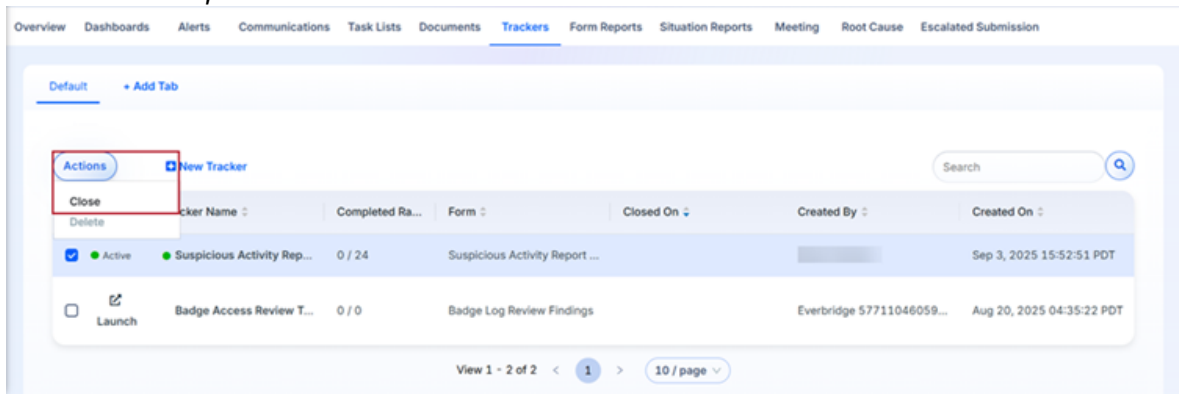 Overview Dashboards Alerts Communications Task Lists Documents Trackers Form Reports Situation Reports Meeting Root Cause Escalated Submission
Default + Add Tab
Actions New Tracker Search
Close
Delete
cker Name Completed Ra... Form Closed On Created By Created On
Active Suspicious Activity Rep... 0 / 24 Suspicious Activity Report ... Sep 3, 2025 15:52:51 PDT
Launch Badge Access Review T... 0 / 0 Badge Log Review Findings Everbridge 57711046059... Aug 20, 2025 04:35:22 PDT
View 1 - 2 of 2 < 1 > 10 / page